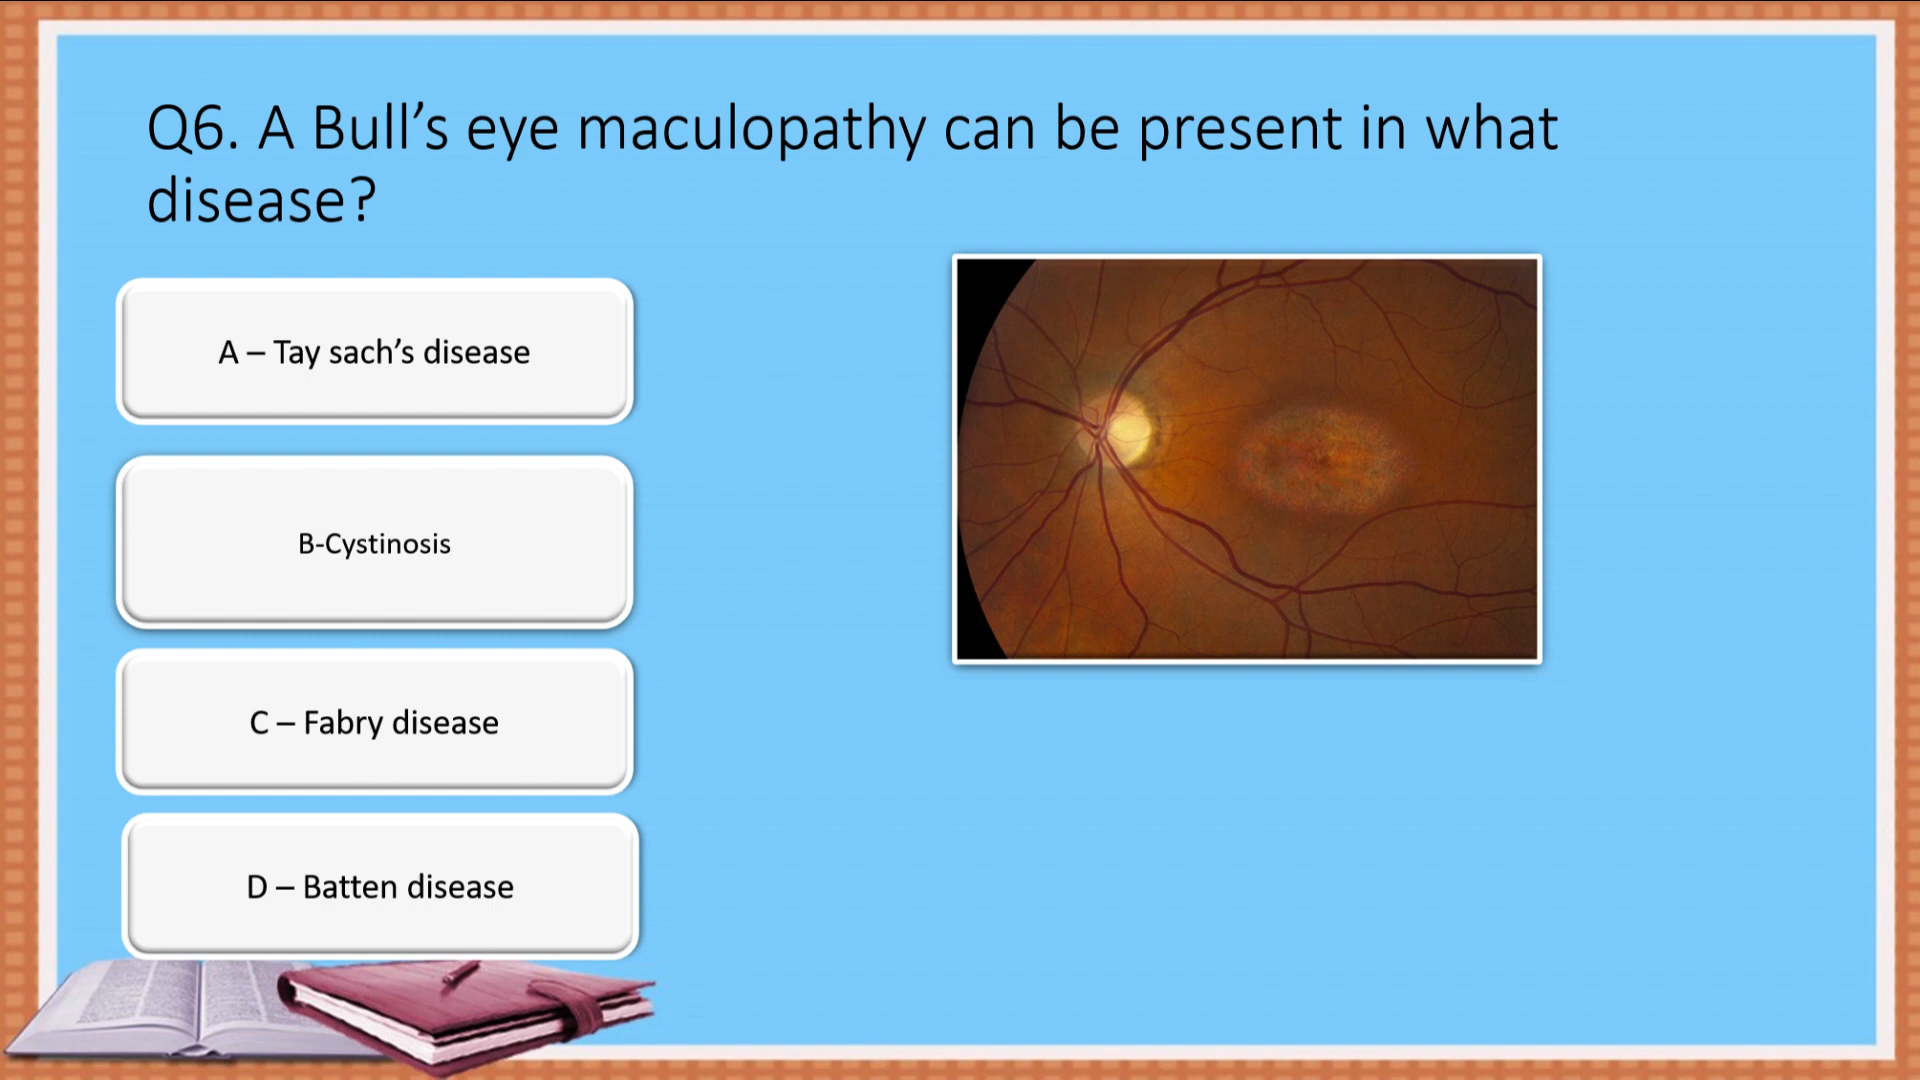 Q6. A Bull’s eye maculopathy can be present in what
disease?
A – Tay sach’s disease
B-Cystinosis
C – Fabry disease
D – Batten disease